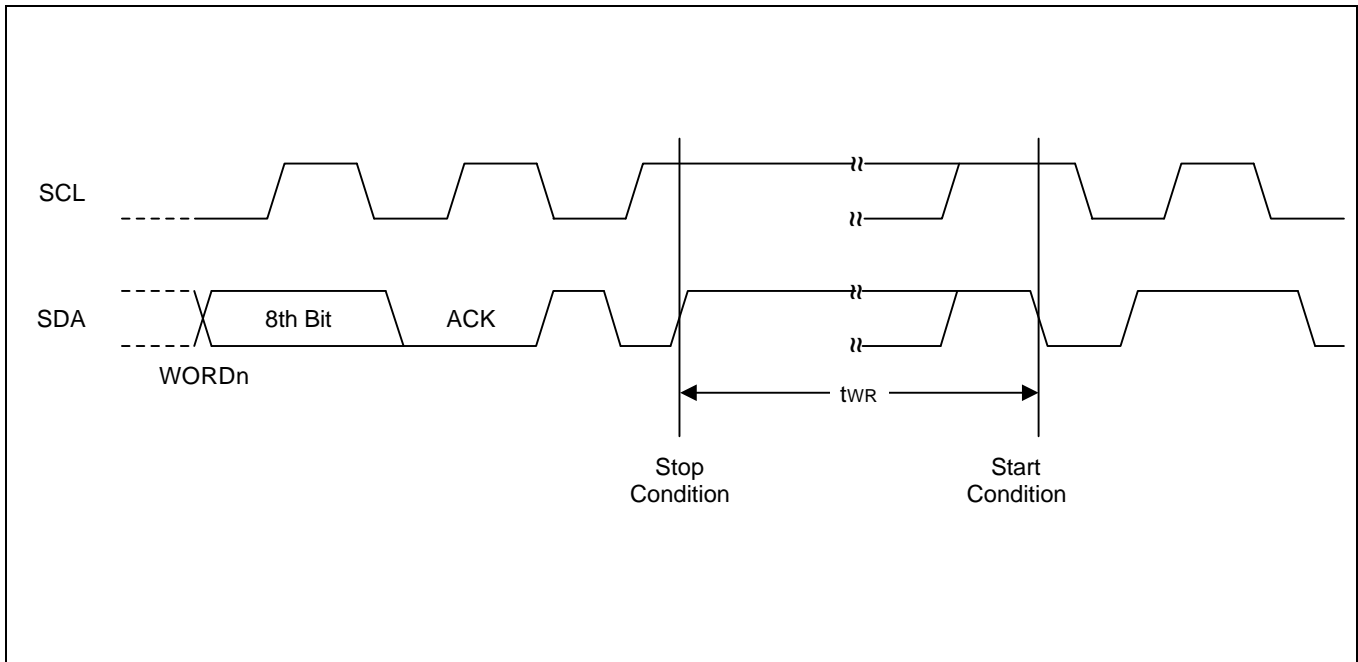 SCL
SDA
8th Bit
ACK
WORDn
tWR
Stop
Condition
Start
Condition